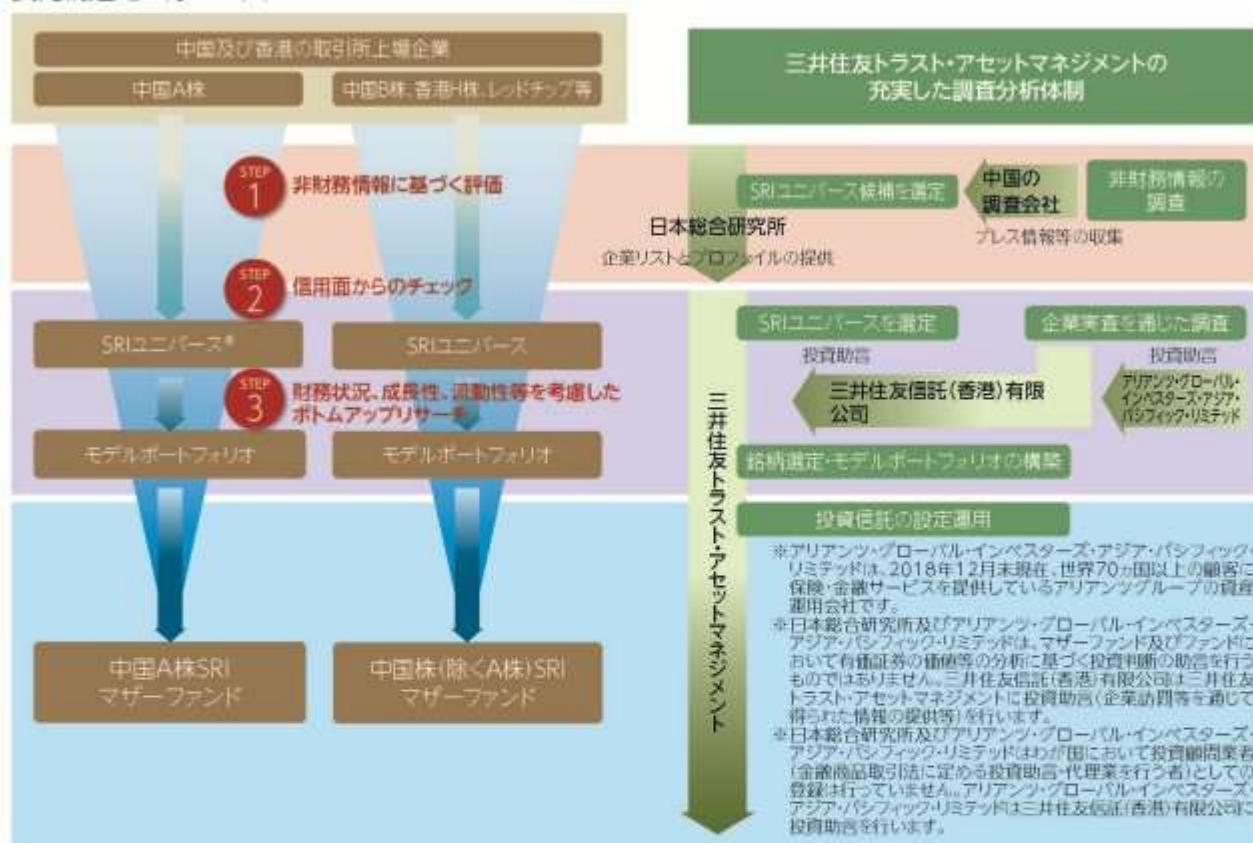 中国及び香港の取引所上場企業
中国A株
中国B株、香港H株、レッドチップ等
STEP
1
非財務情報に基づく評価
STEP
2
信用面からのチェック
SRIユニバース※
SRIユニバース
STEP
3
財務状況、成長性、流動性等を考慮した
ボトムアップリサーチ
モデルポートフォリオ
モデルポートフォリオ
中国A株SRI
マザーファンド
中国株(除くA株)SRI
マザーファンド
三井住友トラスト・アセットマネジメントの
充実した調査分析体制
SRIユニバース候補を選定
中国の
調査会社
非財務情報の
調査
プレス情報等の収集
日本総合研究所
企業リストとプロファイルの提供
SRIユニバースを選定
企業実査を通じた調査
投資助言
投資助言
三井住友信託(香港)有限
公司
アリアンツ・グローバル・
インベスターズ・アジア・
パシフィック・リミテッド
銘柄選定・モデルポートフォリオの構築
三井住友トラスト・アセットマネジメント
投資信託の設定運用
※アリアンツ・グローバル・インベスターズ・アジア・パシフィック・
リミテッドは、2018年12月末現在、世界70ヵ国以上の顧客に
保険・金融サービスを提供しているアリアンツグループの資産
運用会社です。
※日本総合研究所及びアリアンツ・グローバル・インベスターズ・
アジア・パシフィック・リミテッドは、マザーファンド及びファンドに
おいて有価証券の価値等の分析に基づく投資判断の助言を行う
ものではありません。三井住友信託(香港)有限公司は三井住友
トラスト・アセットマネジメントに投資助言(企業訪問等を通じて
得られた情報の提供等)を行います。
※日本総合研究所及びアリアンツ・グローバル・インベスターズ・
アジア・パシフィック・リミテッドはわが国において投資顧問業者
(金融商品取引法に定める投資助言・代理業を行う者)としての
登録は行っていません。アリアンツ・グローバル・インベスターズ・
アジア・パシフィック・リミテッドは三井住友信託(香港)有限公司に
投資助言を行います。